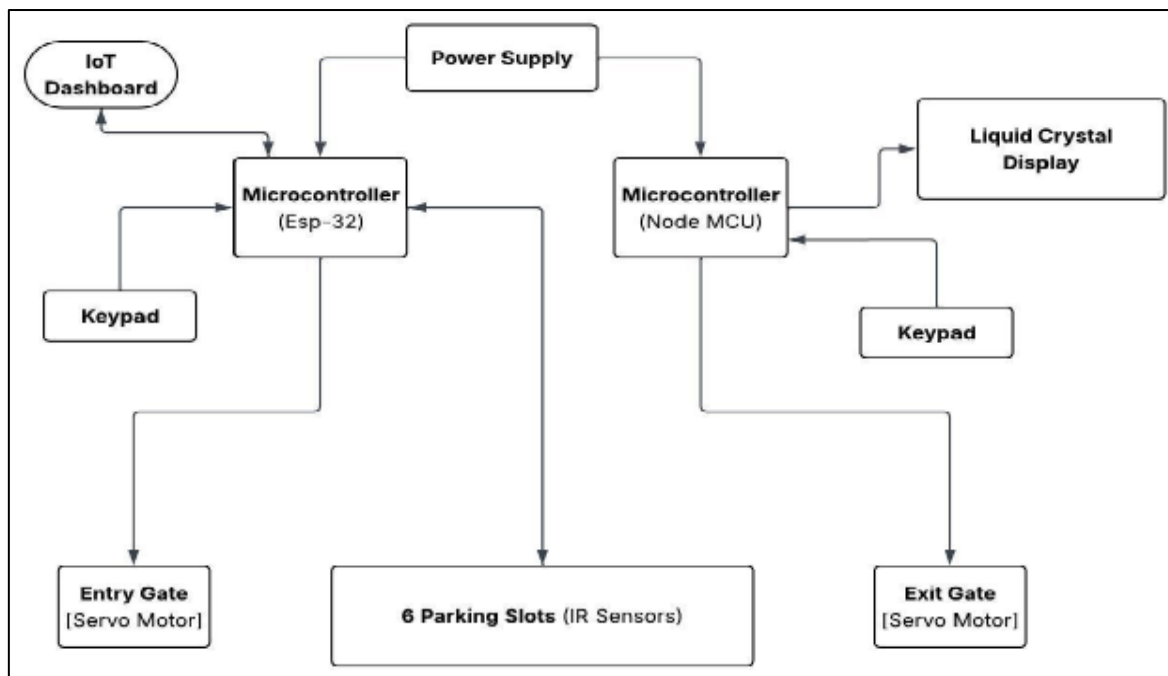 IoT
Dashboard
Power Supply
Liquid Crystal
Display
Microcontroller
(Esp-32)
Microcontroller
(Node MCU)
Keypad
Keypad
Entry Gate
[Servo Motor]
6 Parking Slots (IR Sensors)
Exit Gate
[Servo Motor]